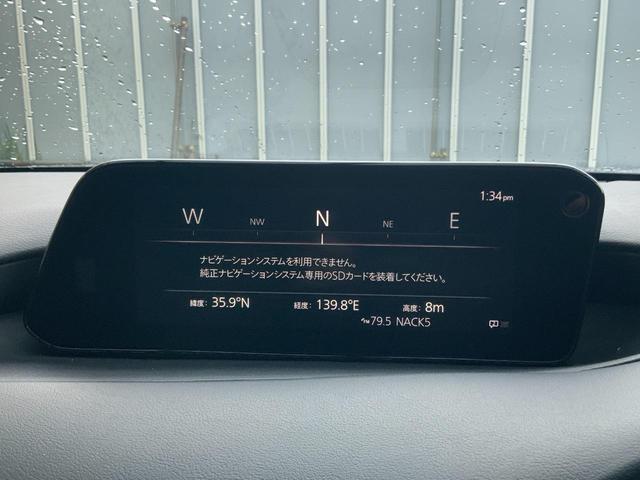 1:34pm
W NW N NE E
ナビゲーションシステムを利用できません。
純正ナビゲーションシステム専用のSDカードを装着してください。
緯度: 35.9°N 経度: 139.8°E 高度: 8m
FM 79.5 NACK5